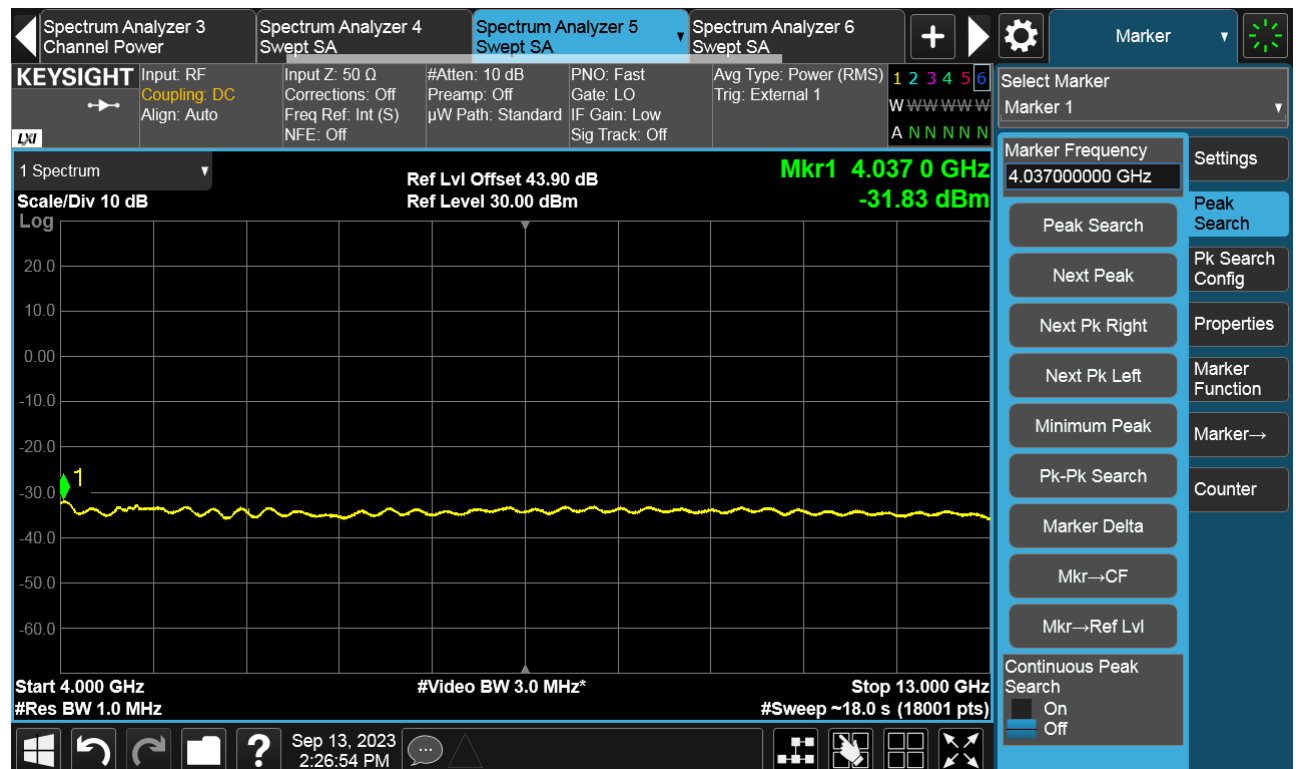 Spectrum Analyzer 3
Channel Power
Spectrum Analyzer 4
Swept SA
Spectrum Analyzer 5
Swept SA
Spectrum Analyzer 6
Swept SA
+
Marker
KEYSIGHT
LXI
Input: RF
Coupling: DC
Align: Auto
Input Z: 50 Ω
Corrections: Off
Freq Ref: Int (S)
NFE: Off
#Atten: 10 dB
Preamp: Off
µW Path: Standard
PNO: Fast
Gate: LO
IF Gain: Low
Sig Track: Off
Avg Type: Power (RMS)
Trig: External 1
1 2 3 4 5 6
W W W W W W
A N N N N N
Select Marker
Marker 1
1 Spectrum
Scale/Div 10 dB
Log
Ref Lvl Offset 43.90 dB
Ref Level 30.00 dBm
Mkr1 4.037 0 GHz
-31.83 dBm
20.0
10.0
0.00
-10.0
-20.0
-30.0
-40.0
-50.0
-60.0
1
Start 4.000 GHz
#Res BW 1.0 MHz
#Video BW 3.0 MHz*
Stop 13.000 GHz
#Sweep ~18.0 s (18001 pts)
Marker Frequency
4.037000000 GHz
Peak Search
Next Peak
Next Pk Right
Next Pk Left
Minimum Peak
Pk-Pk Search
Marker Delta
Mkr→CF
Mkr→Ref Lvl
Continuous Peak
Search
On
Off
Settings
Peak
Search
Pk Search
Config
Properties
Marker
Function
Marker→
Counter
?
Sep 13, 2023
2:26:54 PM